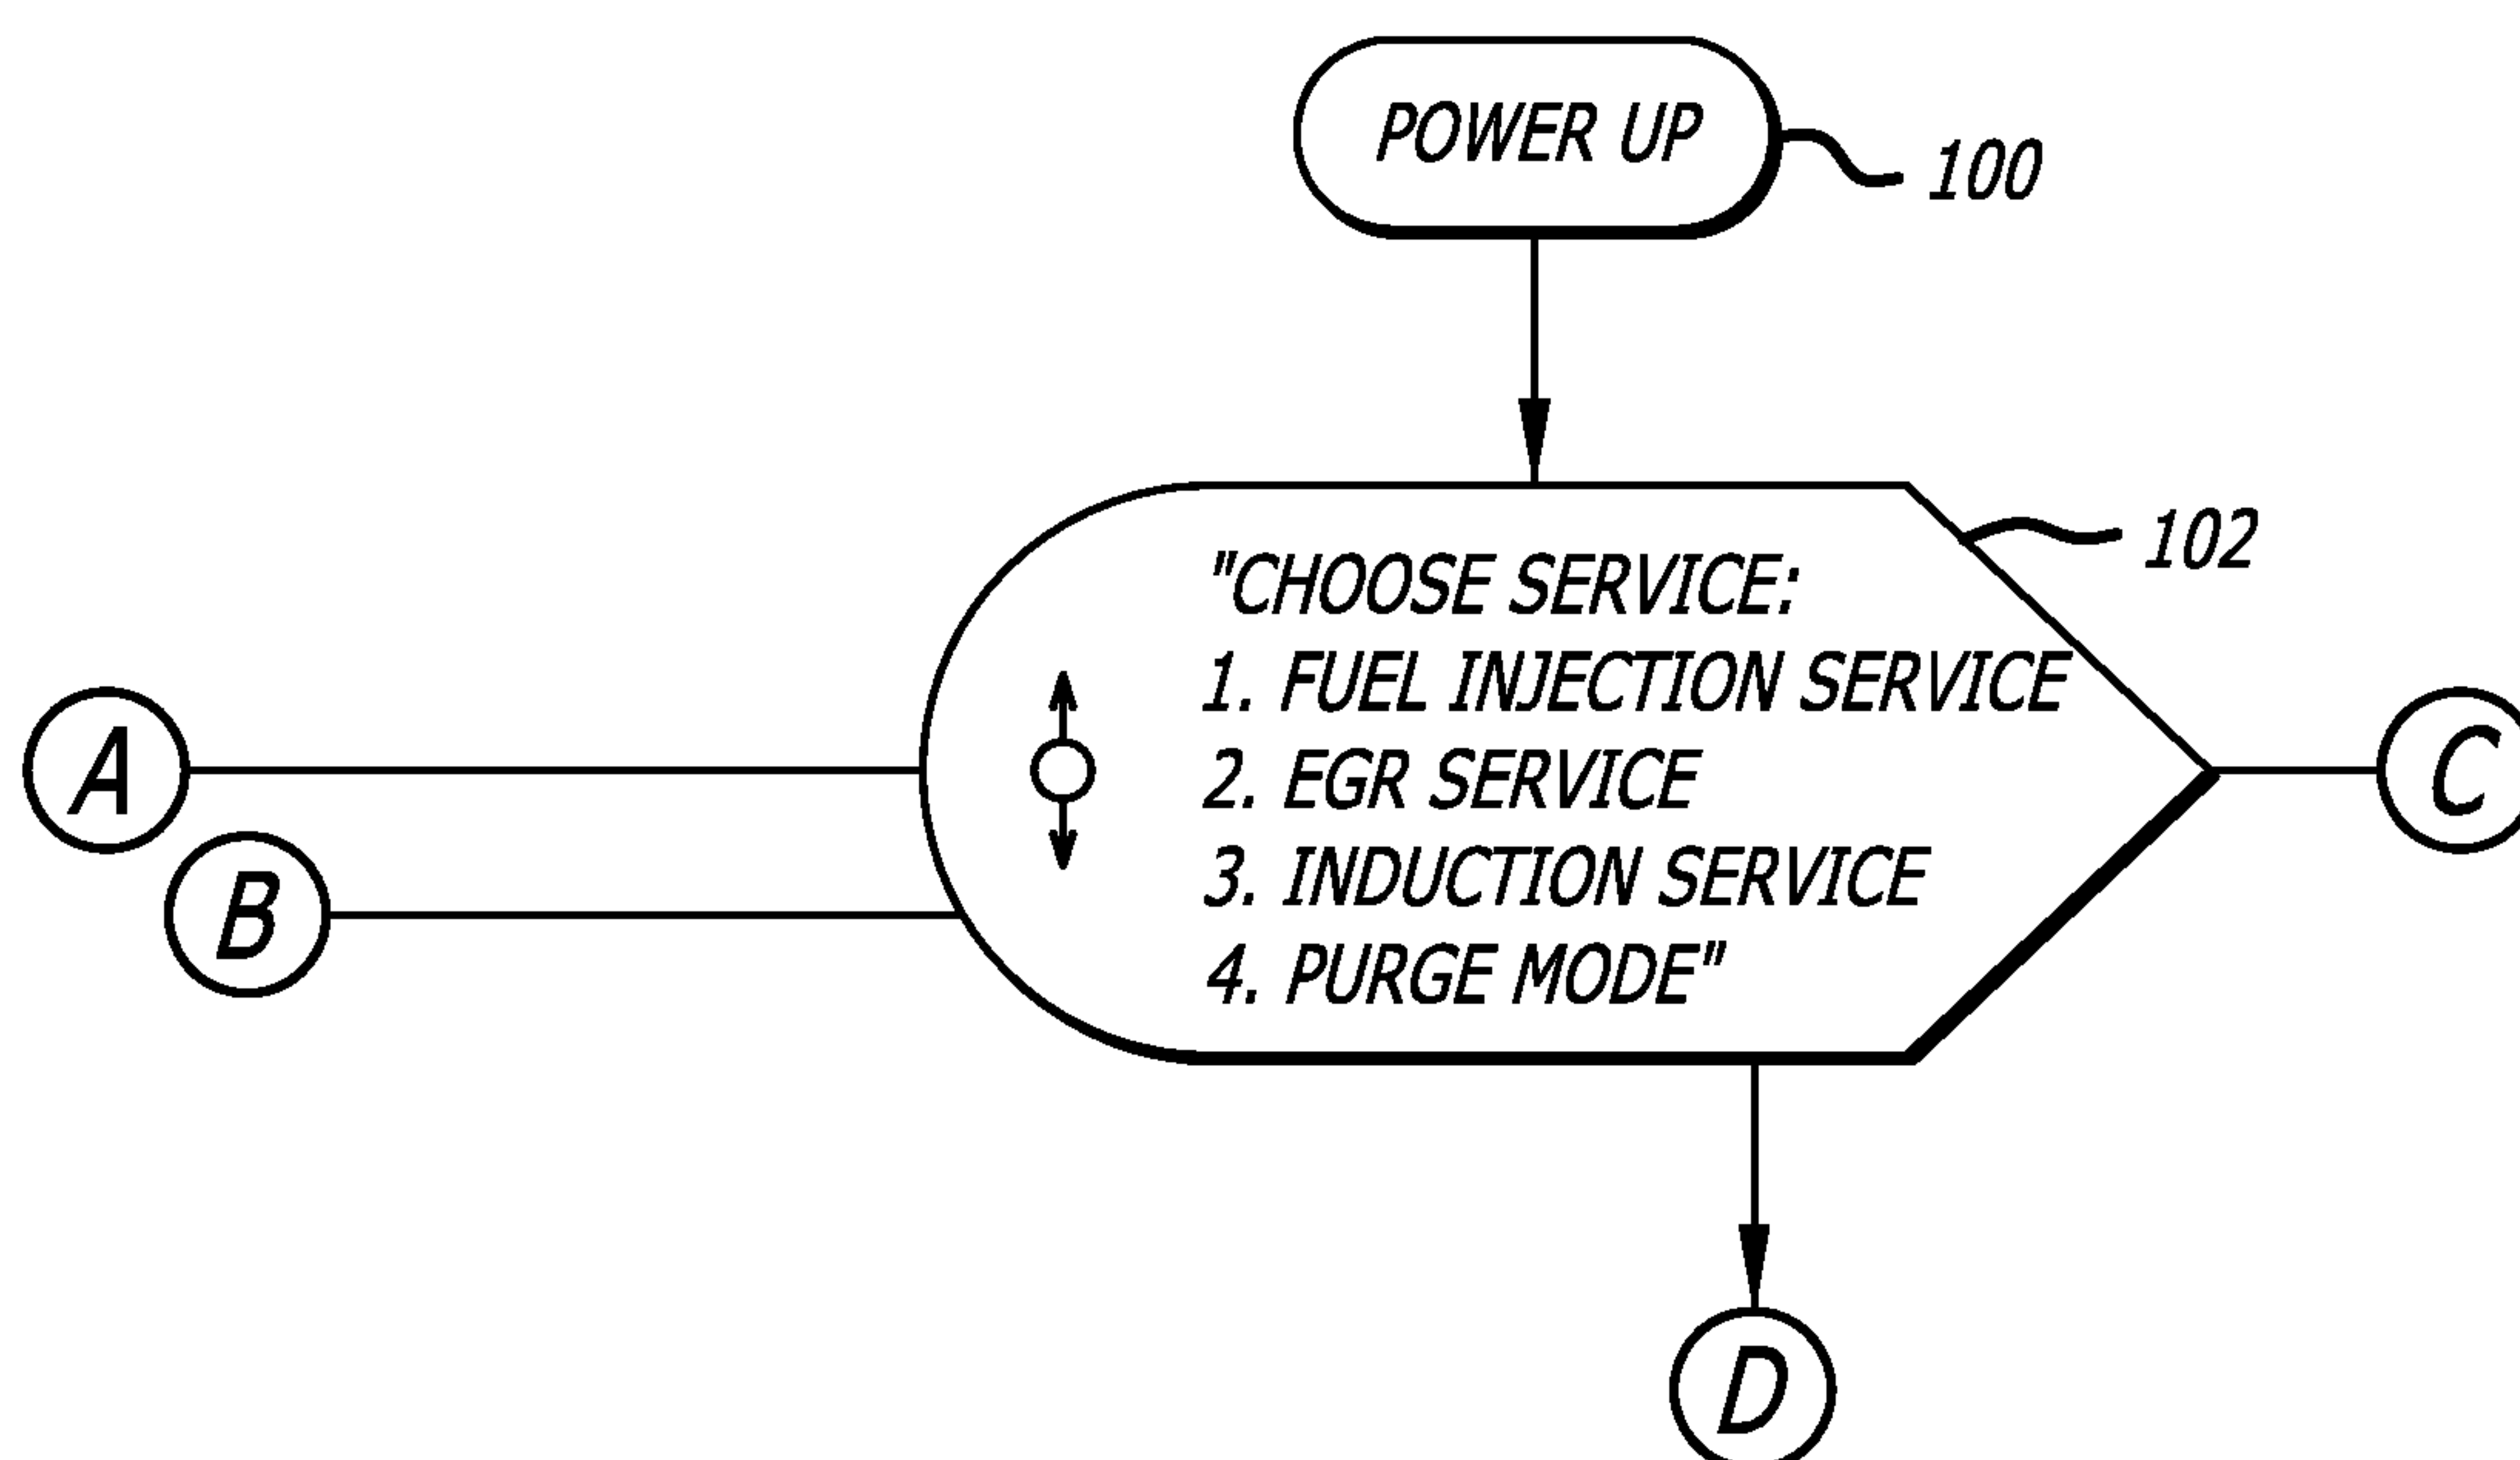 POWER UP
100
102
"CHOOSE SERVICE:
1. FUEL INJECTION SERVICE
2. EGR SERVICE
3. INDUCTION SERVICE
4. PURGE MODE"
A
B
C
D